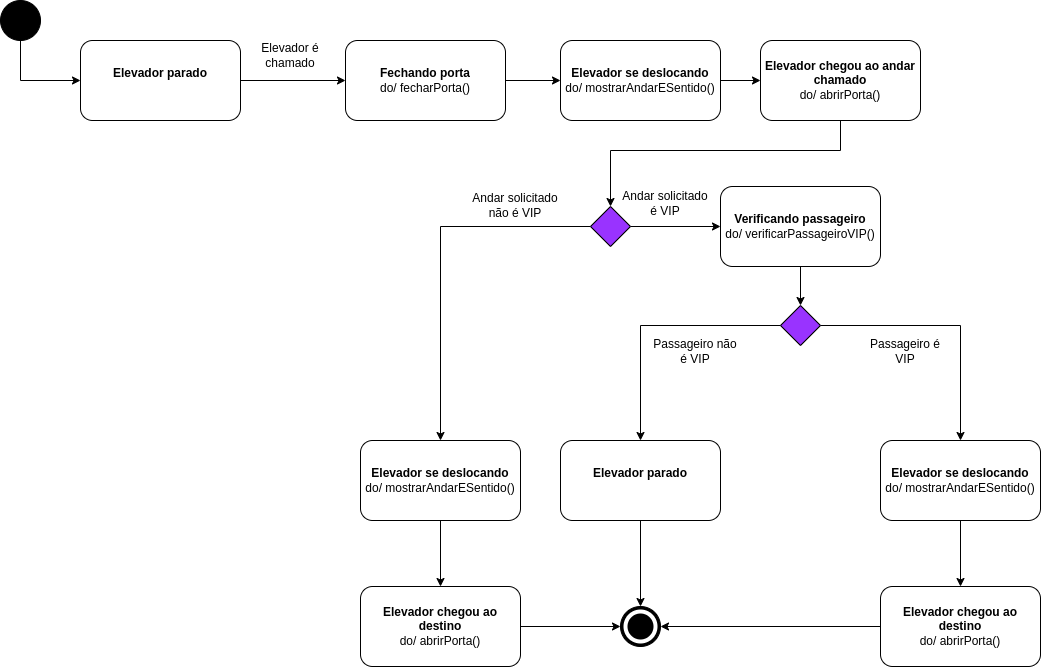 Elevador parado
Elevador é
chamado
Fechando porta
do/ fecharPorta()
Elevador se deslocando
do/ mostrarAndarESentido()
Elevador chegou ao andar
chamado
do/ abrirPorta()
Andar solicitado
não é VIP
Andar solicitado
é VIP
Verificando passageiro
do/ verificarPassageiroVIP()
Passageiro não
é VIP
Passageiro é
VIP
Elevador se deslocando
do/ mostrarAndarESentido()
Elevador parado
Elevador se deslocando
do/ mostrarAndarESentido()
Elevador chegou ao
destino
do/ abrirPorta()
Elevador chegou ao
destino
do/ abrirPorta()